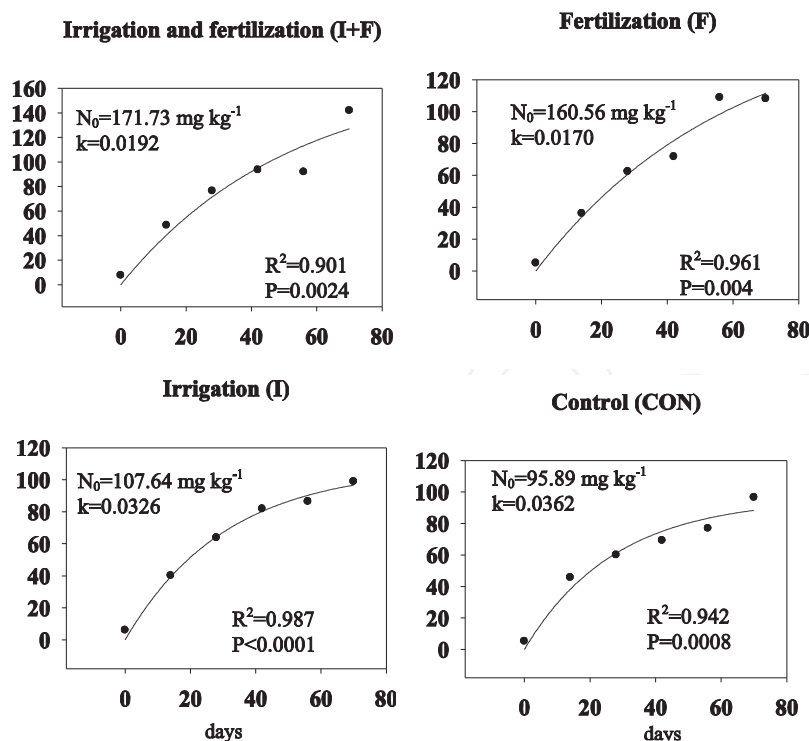 Irrigation and fertilization (I+F)
160
140
120
100
80
60
40
20
0
N₀=171.73 mg kg⁻¹
k=0.0192
R²=0.901
P=0.0024
0 20 40 60 80
Fertilization (F)
120
100
80
60
40
20
0
N₀=160.56 mg kg⁻¹
k=0.0170
R²=0.961
P=0.004
0 20 40 60 80
Irrigation (I)
120
100
80
60
40
20
0
N₀=107.64 mg kg⁻¹
k=0.0326
R²=0.987
P<0.0001
0 20 40 60 80
days
Control (CON)
120
100
80
60
40
20
0
N₀=95.89 mg kg⁻¹
k=0.0362
R²=0.942
P=0.0008
0 20 40 60 80
days